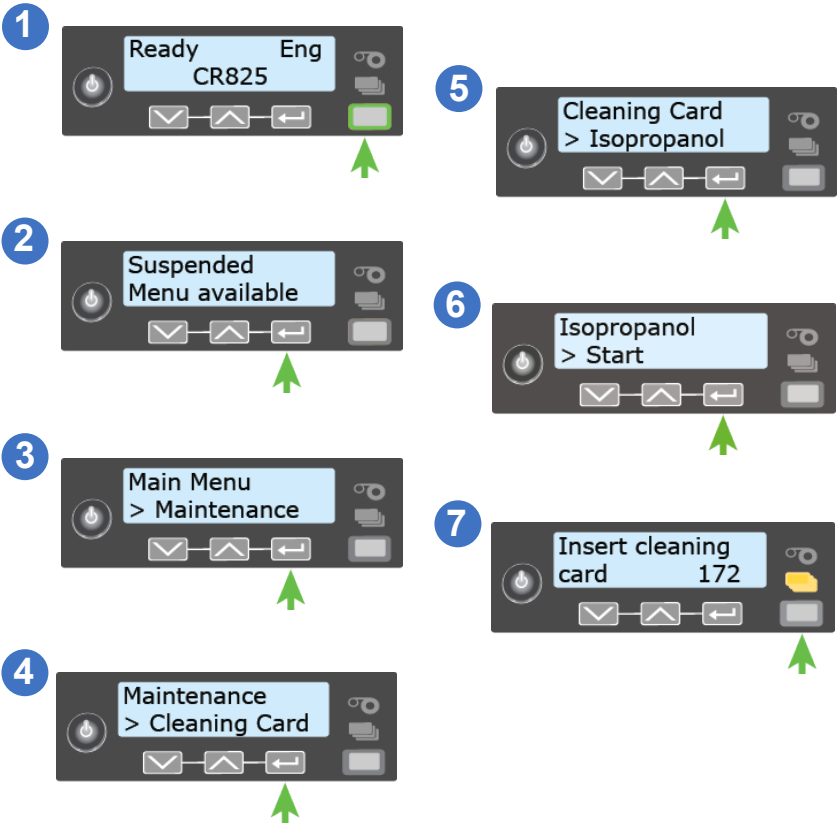 1
Ready Eng
CR825
2
Suspended
Menu available
3
Main Menu
> Maintenance
4
Maintenance
> Cleaning Card
5
Cleaning Card
> Isopropanol
6
Isopropanol
> Start
7
Insert cleaning
card 172